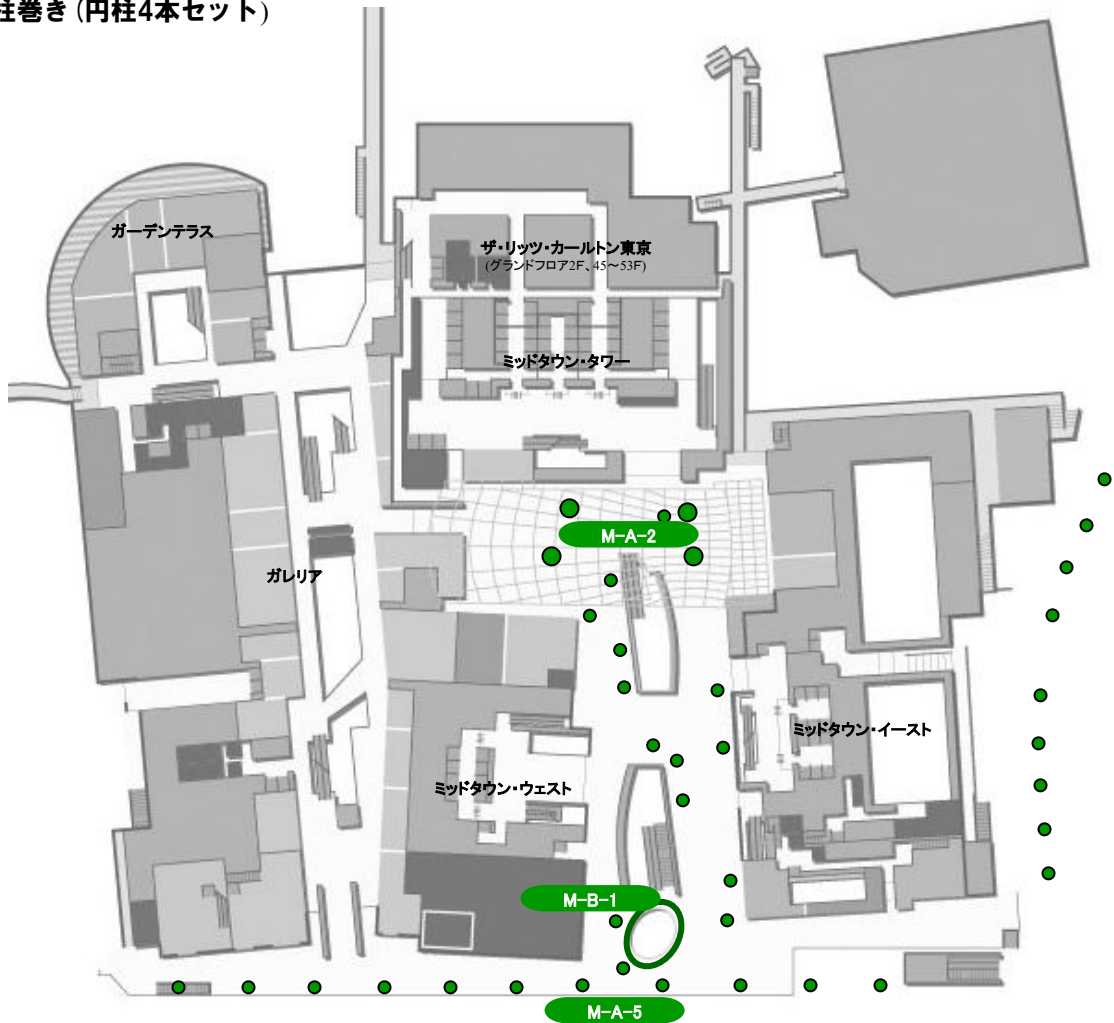 柱巻き(円柱4本セット)
ガーデンテラス
ザ・リッツ・カールトン東京
(グランドフロア2F、45～53F)
ミッドタウン・タワー
M-A-2
ガレリア
ミッドタウン・イースト
ミッドタウン・ウェスト
M-B-1
M-A-5